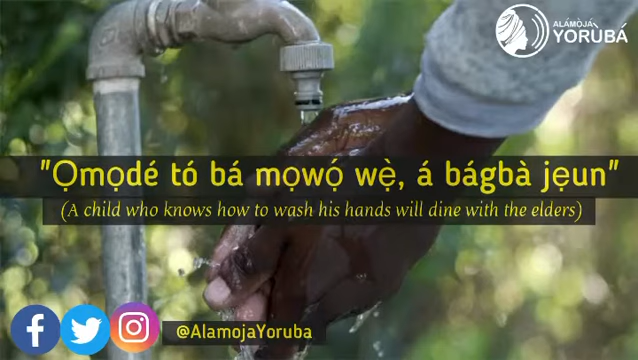 ALÁMỌ̀JÁ
YORÙBÁ
"Ọmọdé tó bá mọwọ́ wẹ̀, á bágbà jẹun"
(A child who knows how to wash his hands will dine with the elders)
@AlamojaYoruba